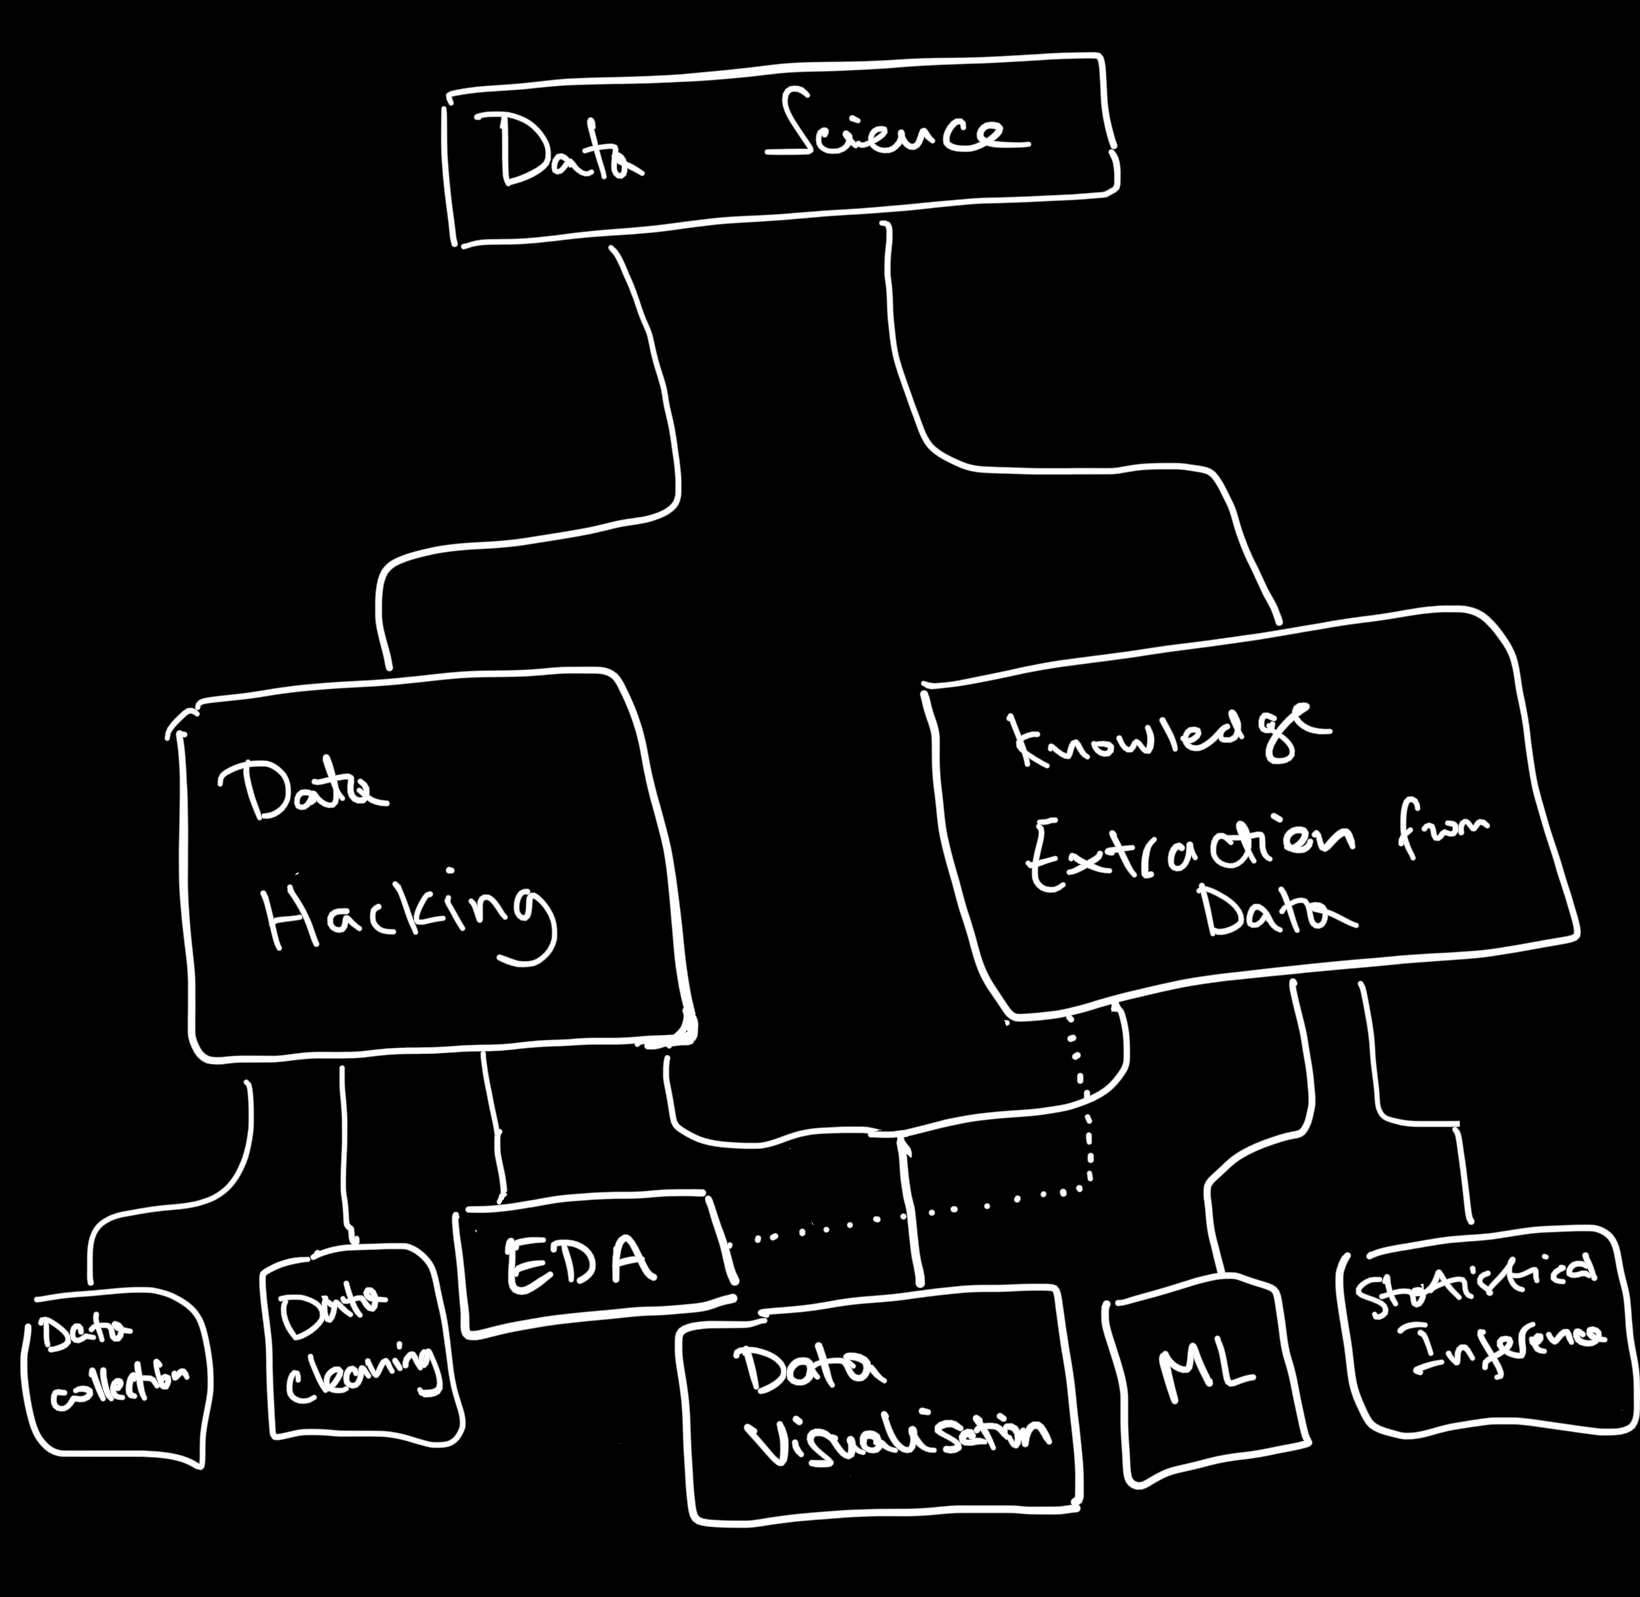 Data Science
Data
Hacking
Knowledge
Extraction from
Data
EDA
Data
collection
Data
cleaning
Data
Visualisation
ML
Statistical
Inference